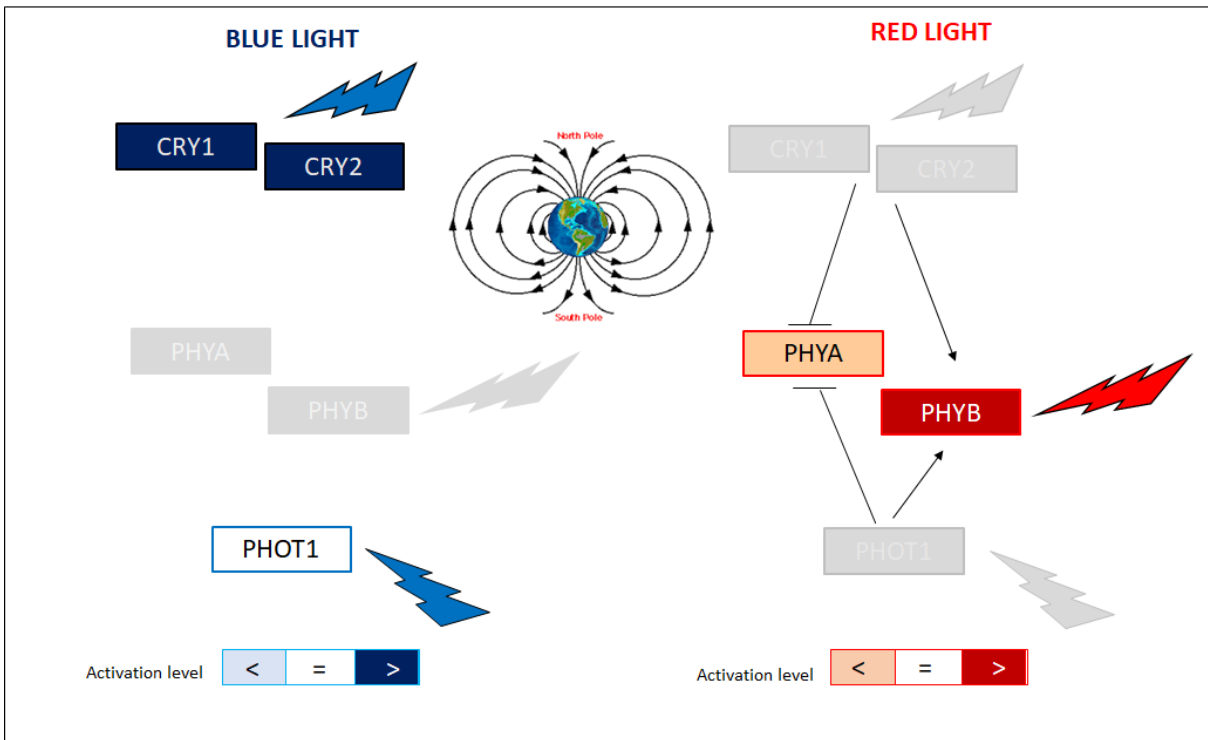 BLUE LIGHT
CRY1
CRY2
PHYA
PHYB
PHOT1
Activation level < = >
North Pole
South Pole
RED LIGHT
CRY1
CRY2
PHYA
PHYB
PHOT1
Activation level < = >